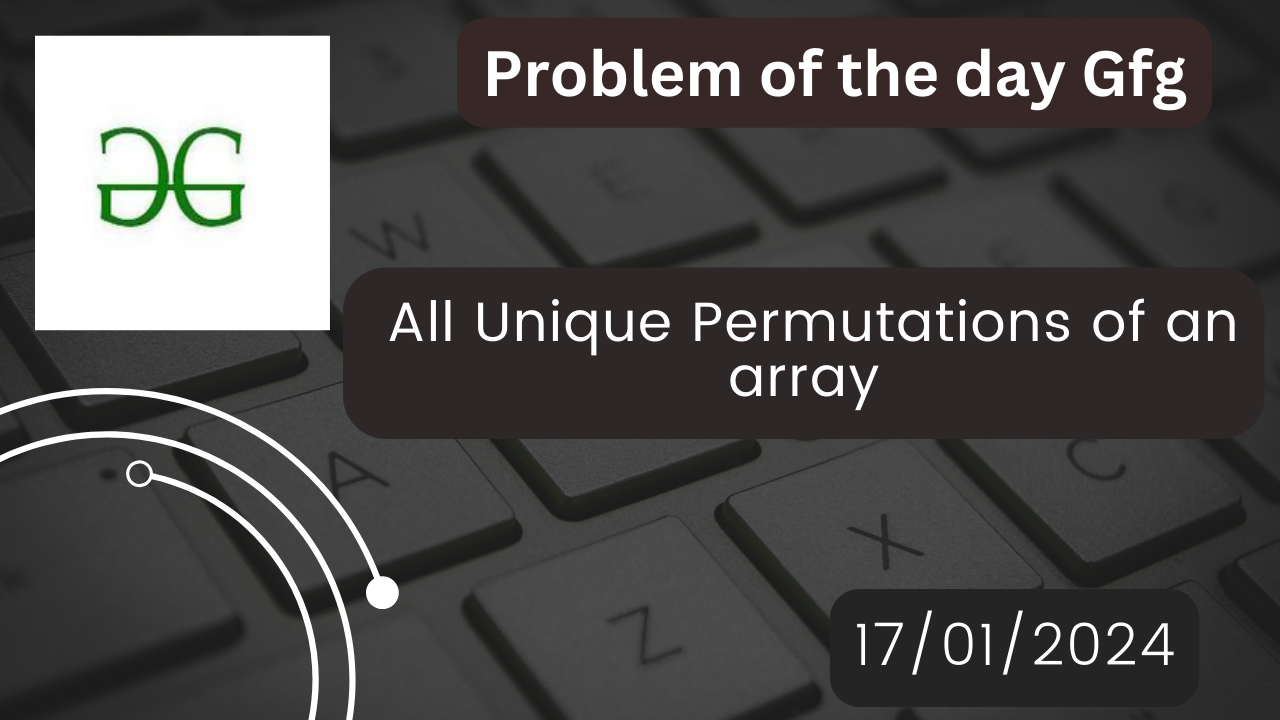 Problem of the day Gfg
All Unique Permutations of an
array
W
E
A
C
X
Z
17/01/2024